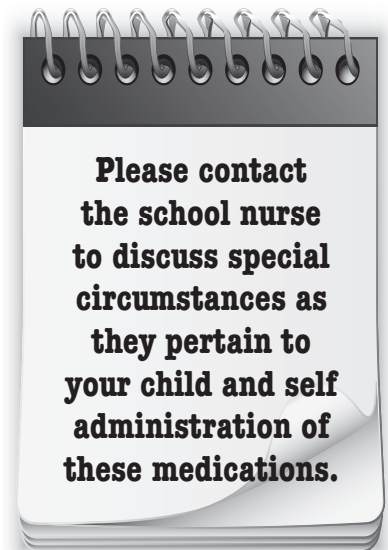 Please contact
the school nurse
to discuss special
circumstances as
they pertain to
your child and self
administration of
these medications.